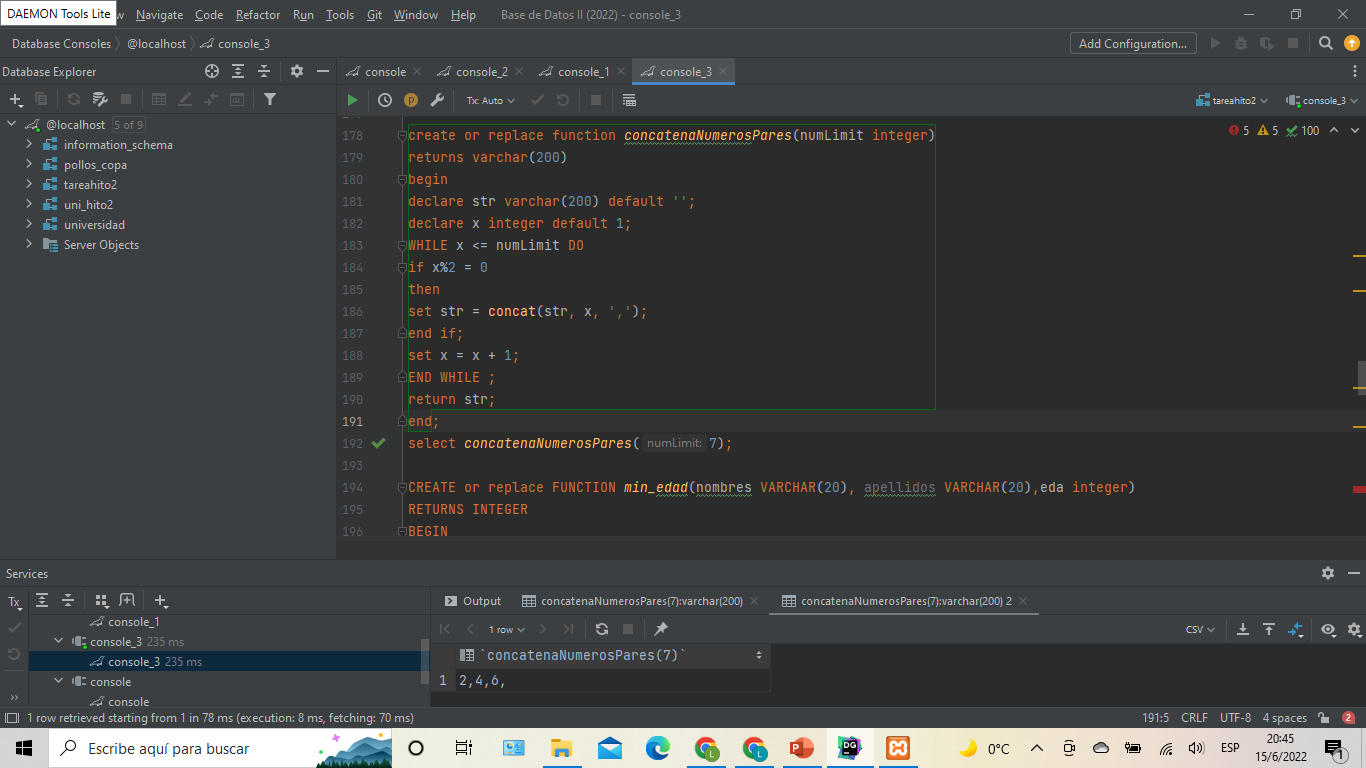 DAEMON Tools Lite
w Navigate Code Refactor Run Tools Git Window Help Base de Datos II (2022) - console_3
Database Consoles @localhost console_3 Add Configuration...
Database Explorer
console console_2 console_1 console_3
Tx: Auto tareahito2 console_3
@localhost 5 of 9
information_schema
pollos_copa
tareahito2
uni_hito2
universidad
Server Objects
5 5 100
178 create or replace function concatenaNumerosPares(numLimit integer)
179 returns varchar(200)
180 begin
181 declare str varchar(200) default '';
182 declare x integer default 1;
183 WHILE x <= numLimit DO
184 if x%2 = 0
185 then
186 set str = concat(str, x, ',');
187 end if;
188 set x = x + 1;
189 END WHILE ;
190 return str;
191 end;
192 select concatenaNumerosPares( numLimit: 7);
193
194 CREATE or replace FUNCTION min_edad(nombres VARCHAR(20), apellidos VARCHAR(20),eda integer)
195 RETURNS INTEGER
196 BEGIN
Services
Tx
console_1
console_3 235 ms
console_3 235 ms
console
console
Output concatenaNumerosPares(7):varchar(200) concatenaNumerosPares(7):varchar(200) 2
1 row CSV
`concatenaNumerosPares(7)`
1 2,4,6,
1 row retrieved starting from 1 in 78 ms (execution: 8 ms, fetching: 70 ms) 191:5 CRLF UTF-8 4 spaces 2
Escribe aquí para buscar L L P DG 0°C ESP 20:45
15/6/2022 1